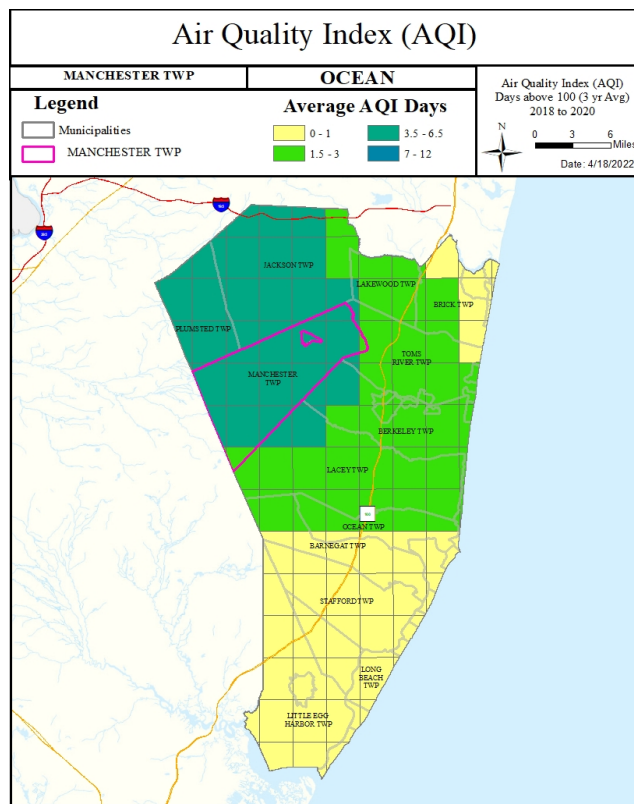 Air Quality Index (AQI)
MANCHESTER TWP
OCEAN
Legend
Municipalities
MANCHESTER TWP
Average AQI Days
0 - 1
3.5 - 6.5
1.5 - 3
7 - 12
Air Quality Index (AQI)
Days above 100 (3 yr Avg)
2018 to 2020
N
0 3 6
Miles
Date: 4/18/2022
JACKSON TWP
LAKEWOOD TWP
BRICK TWP
PLUMSTED TWP
TOMS
RIVER TWP
MANCHESTER
TWP
BERKELEY TWP
LACEY TWP
OCEAN TWP
BARNEGAT TWP
STAFFORD TWP
LONG
BEACH
TWP
LITTLE EGG
HARBOR TWP